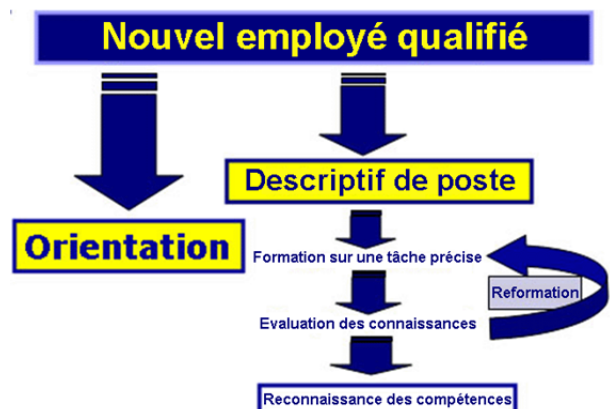 Nouvel employé qualifié
Descriptif de poste
Orientation
Formation sur une tâche précise
Reformation
Evaluation des connaissances
Reconnaissance des compétences